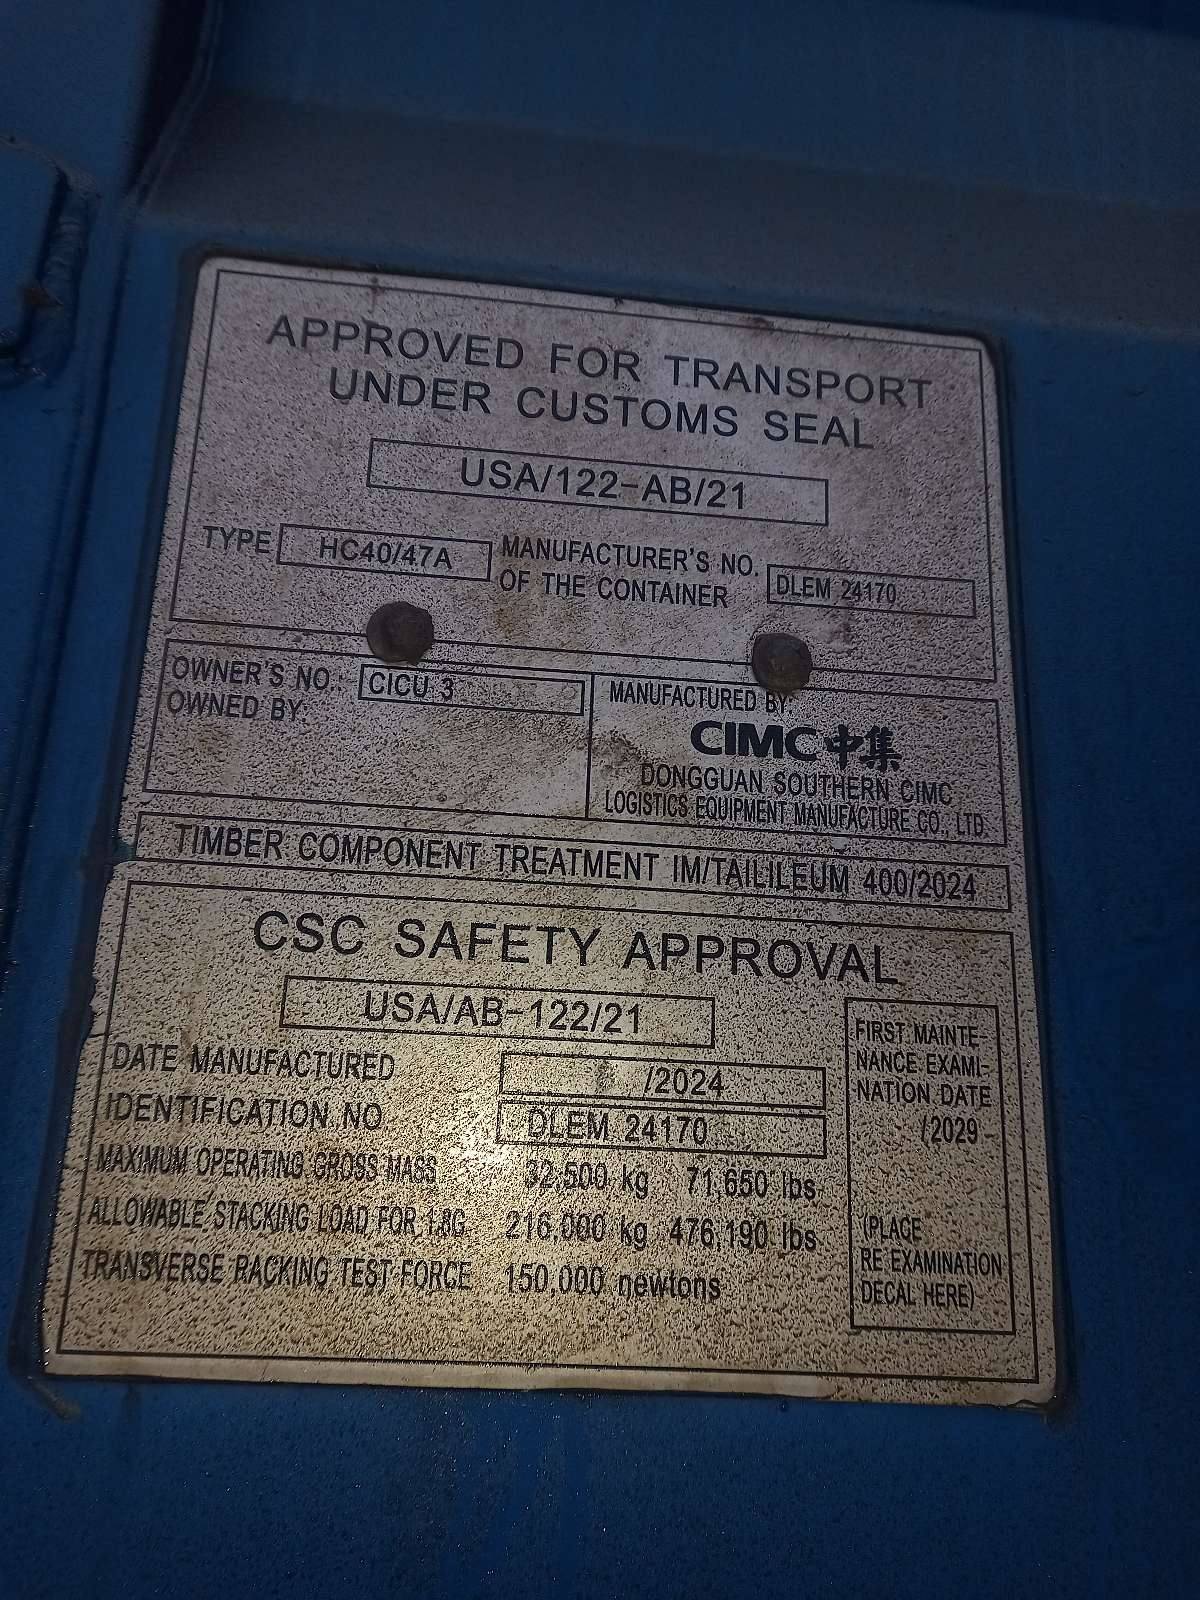 APPROVED FOR TRANSPORT
UNDER CUSTOMS SEAL
USA/122-AB/21
TYPE HC40/47A MANUFACTURER'S NO. OF THE CONTAINER DLEM 24170
OWNER'S NO.: CICU 3
OWNED BY:
MANUFACTURED BY:
CIMC 中集
DONGGUAN SOUTHERN CIMC
LOGISTICS EQUIPMENT MANUFACTURE CO., LTD.
TIMBER COMPONENT TREATMENT IM/TAILILEUM 400/2024
CSC SAFETY APPROVAL
USA/AB-122/21
DATE MANUFACTURED /2024
IDENTIFICATION NO DLEM 24170
MAXIMUM OPERATING GROSS MASS 32,500 kg 71,650 lbs
ALLOWABLE STACKING LOAD FOR 1.8G 216,000 kg 476,190 lbs
TRANSVERSE RACKING TEST FORCE 150,000 newtons
FIRST MAINTE-
NANCE EXAMI-
NATION DATE
/2029
(PLACE
RE EXAMINATION
DECAL HERE)